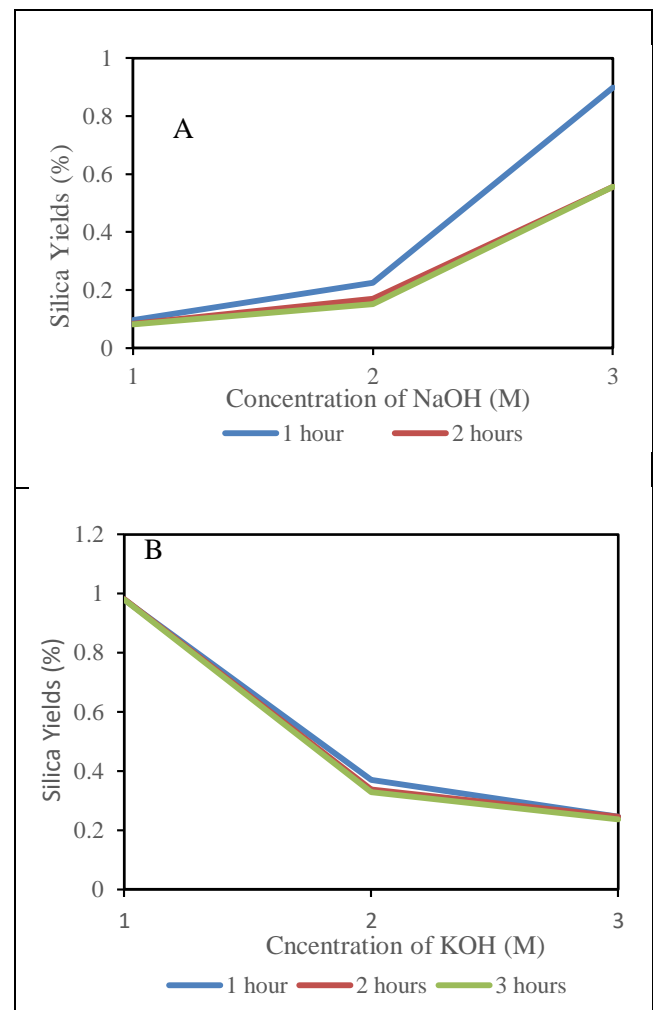 1
0.8
A
0.6
0.4
0.2
0
Silica Yields (%)
1 2 3
Concentration of NaOH (M)
1 hour 2 hours
1.2
B
1
0.8
0.6
0.4
0.2
0
Silica Yields (%)
1 2 3
Cncentration of KOH (M)
1 hour 2 hours 3 hours